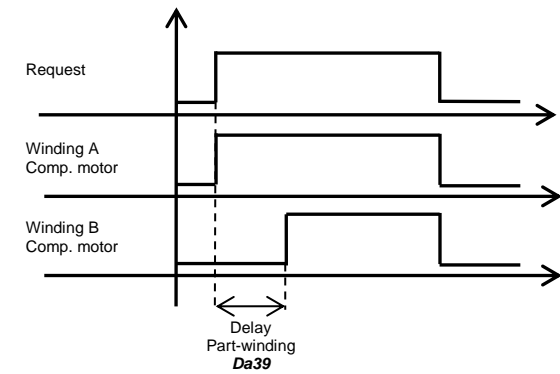 Request
Winding A
Comp. motor
Winding B
Comp. motor
Delay
Part-winding
Da39